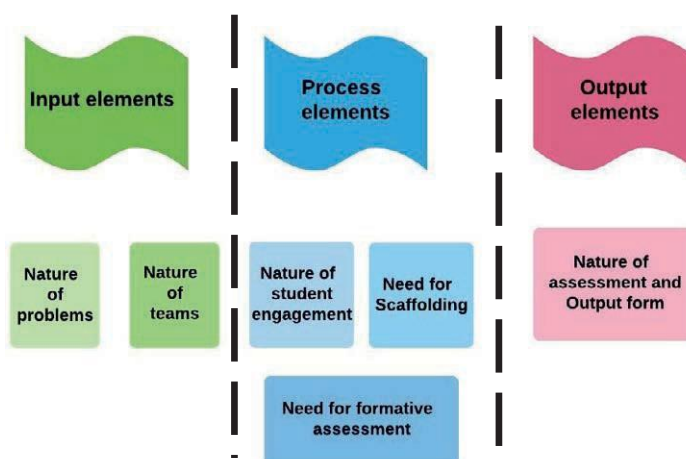 Input elements
Process
elements
Output
elements
Nature
of
problems
Nature
of
teams
Nature of
student
engagement
Need for
Scaffolding
Need for formative
assessment
Nature of
assessment and
Output form